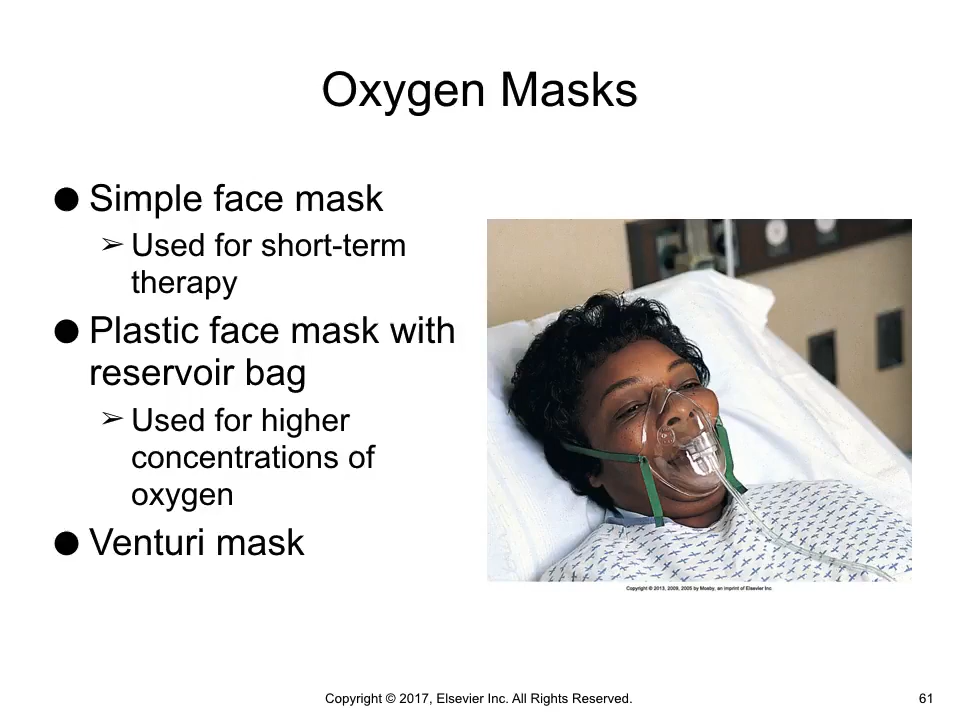 Oxygen Masks
● Simple face mask
➢ Used for short-term
therapy
● Plastic face mask with
reservoir bag
➢ Used for higher
concentrations of
oxygen
● Venturi mask
Copyright © 2013, 2009, 2005 by Mosby, an imprint of Elsevier Inc.
Copyright © 2017, Elsevier Inc. All Rights Reserved.
61